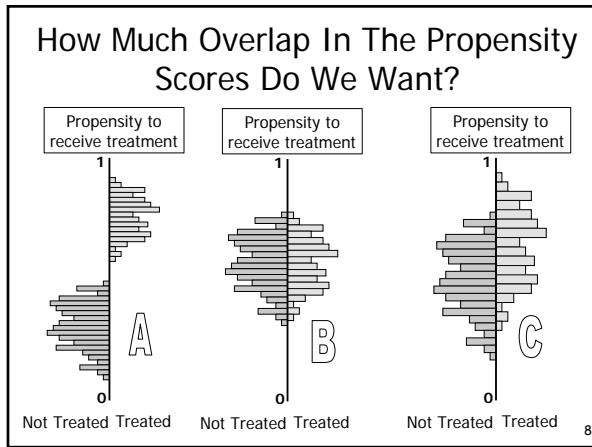 How Much Overlap In The Propensity
Scores Do We Want?
Propensity to
receive treatment
1
A
0
Not Treated Treated
Propensity to
receive treatment
1
B
0
Not Treated Treated
Propensity to
receive treatment
1
C
0
Not Treated Treated
8